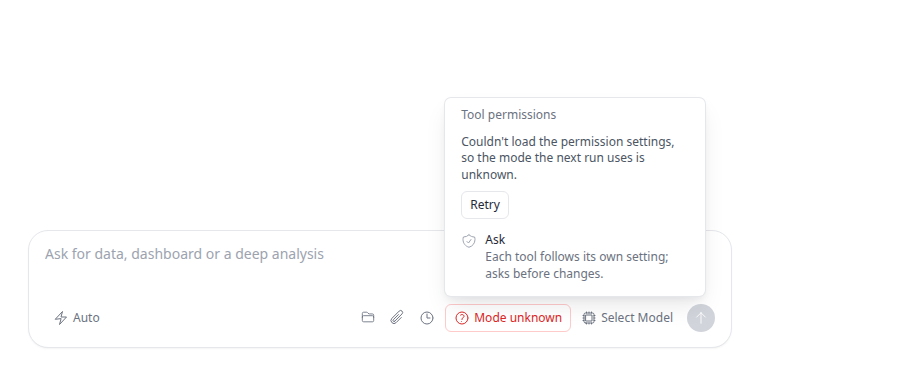 Tool permissions
Couldn't load the permission settings,
so the mode the next run uses is
unknown.
Retry
Ask
Each tool follows its own setting;
asks before changes.
Ask for data, dashboard or a deep analysis
Auto
Mode unknown
Select Model